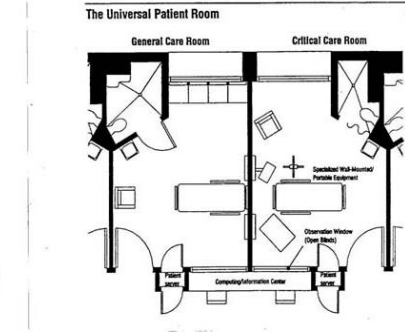 The Universal Patient Room
General Care Room
Critical Care Room
Specialized Wall-Mounted/
Portable Equipment
Observation Window
(Open Blinds)
Patient
server
Computing/Information Center
Patient
server